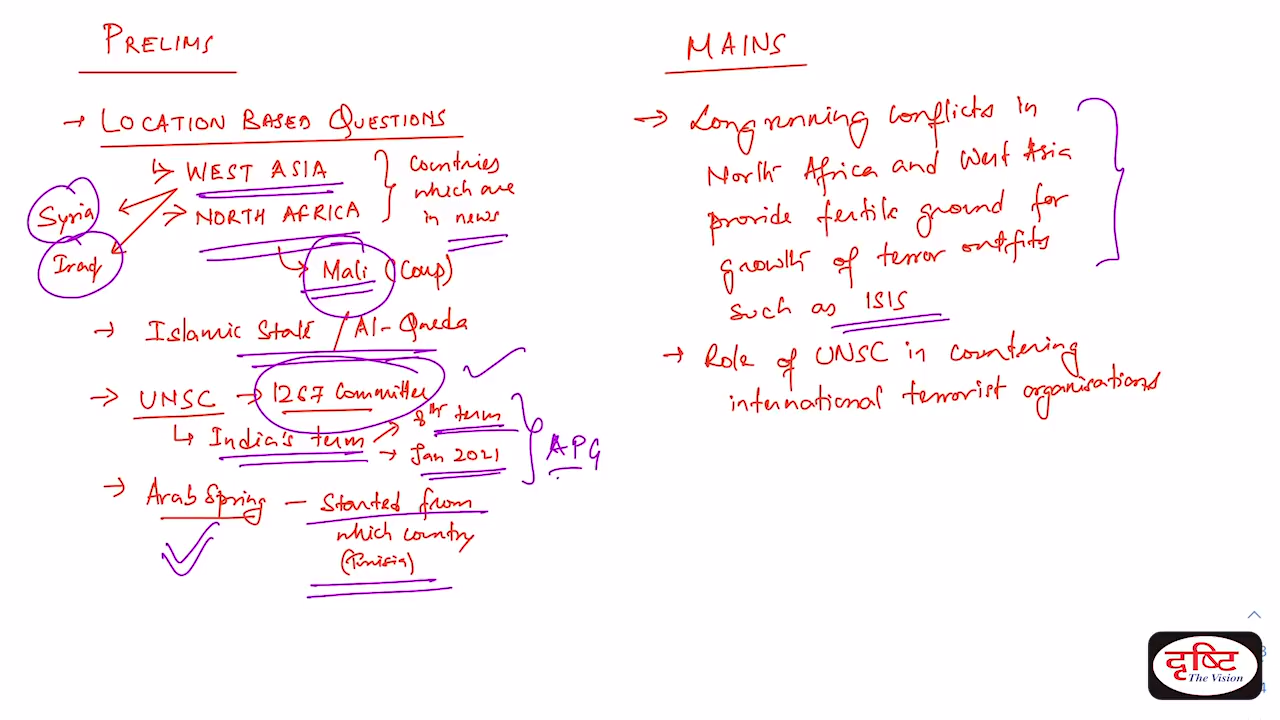 PRELIMS
→ LOCATION BASED QUESTIONS
↳ WEST ASIA
→ NORTH AFRICA
Countries
which are
in news
Syria
Iraq
Mali (Coup)
→ Islamic State / Al-Queda
→ UNSC → 1267 Committee
↳ India's term → 8th term
→ Jan 2021
APG
→ Arab Spring — Started from
which country
(Tunisia)
MAINS
→ Long running conflicts in
North Africa and West Asia
provide fertile ground for
growth of terror outfits
such as ISIS
→ Role of UNSC in countering
international terrorist organisations
दृष्टि
The Vision